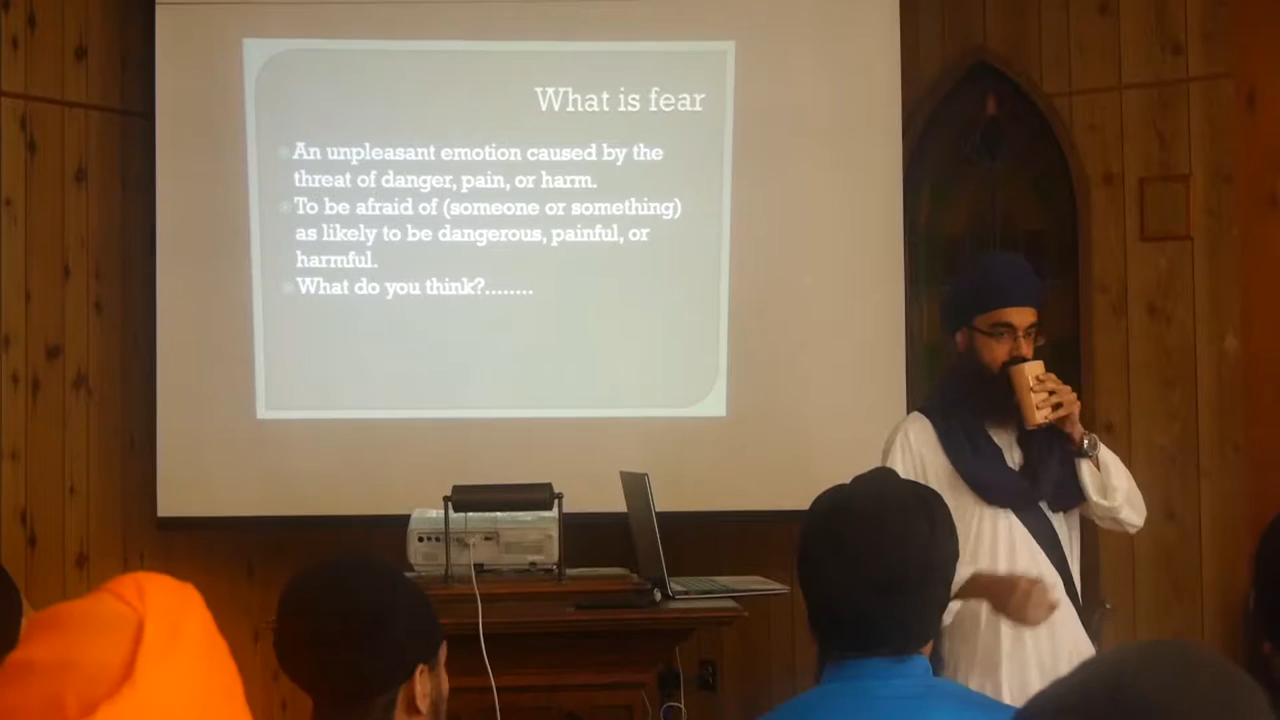 What is fear
An unpleasant emotion caused by the
threat of danger, pain, or harm.
To be afraid of (someone or something)
as likely to be dangerous, painful, or
harmful.
What do you think?........